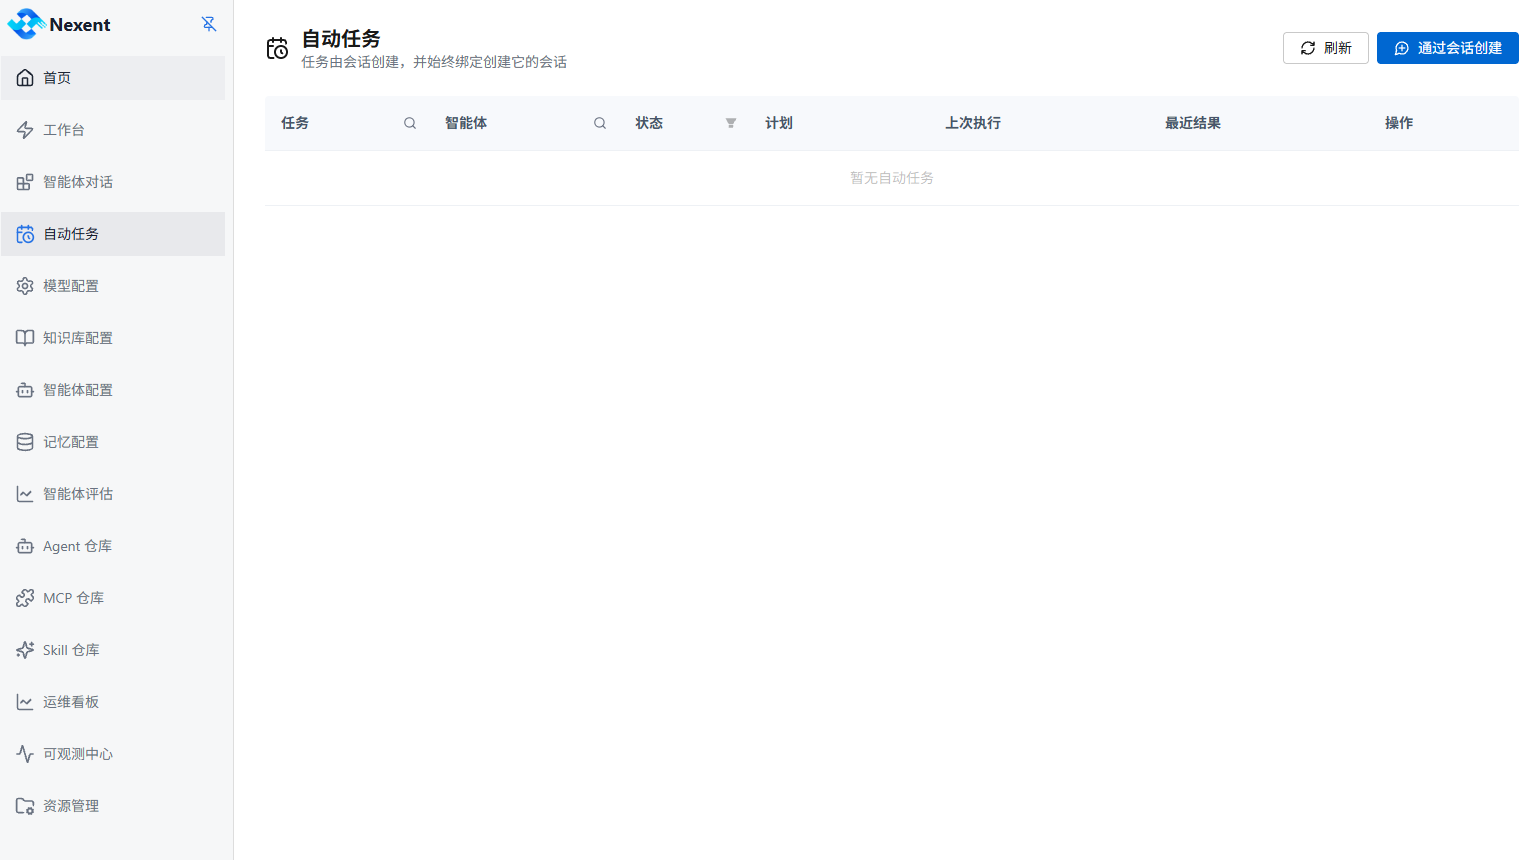 Nexent
首页
工作台
智能体对话
自动任务
模型配置
知识库配置
智能体配置
记忆配置
智能体评估
Agent 仓库
MCP 仓库
Skill 仓库
运维看板
可观测中心
资源管理
自动任务
任务由会话创建，并始终绑定创建它的会话
刷新
通过会话创建
任务 智能体 状态 计划 上次执行 最近结果 操作
暂无自动任务